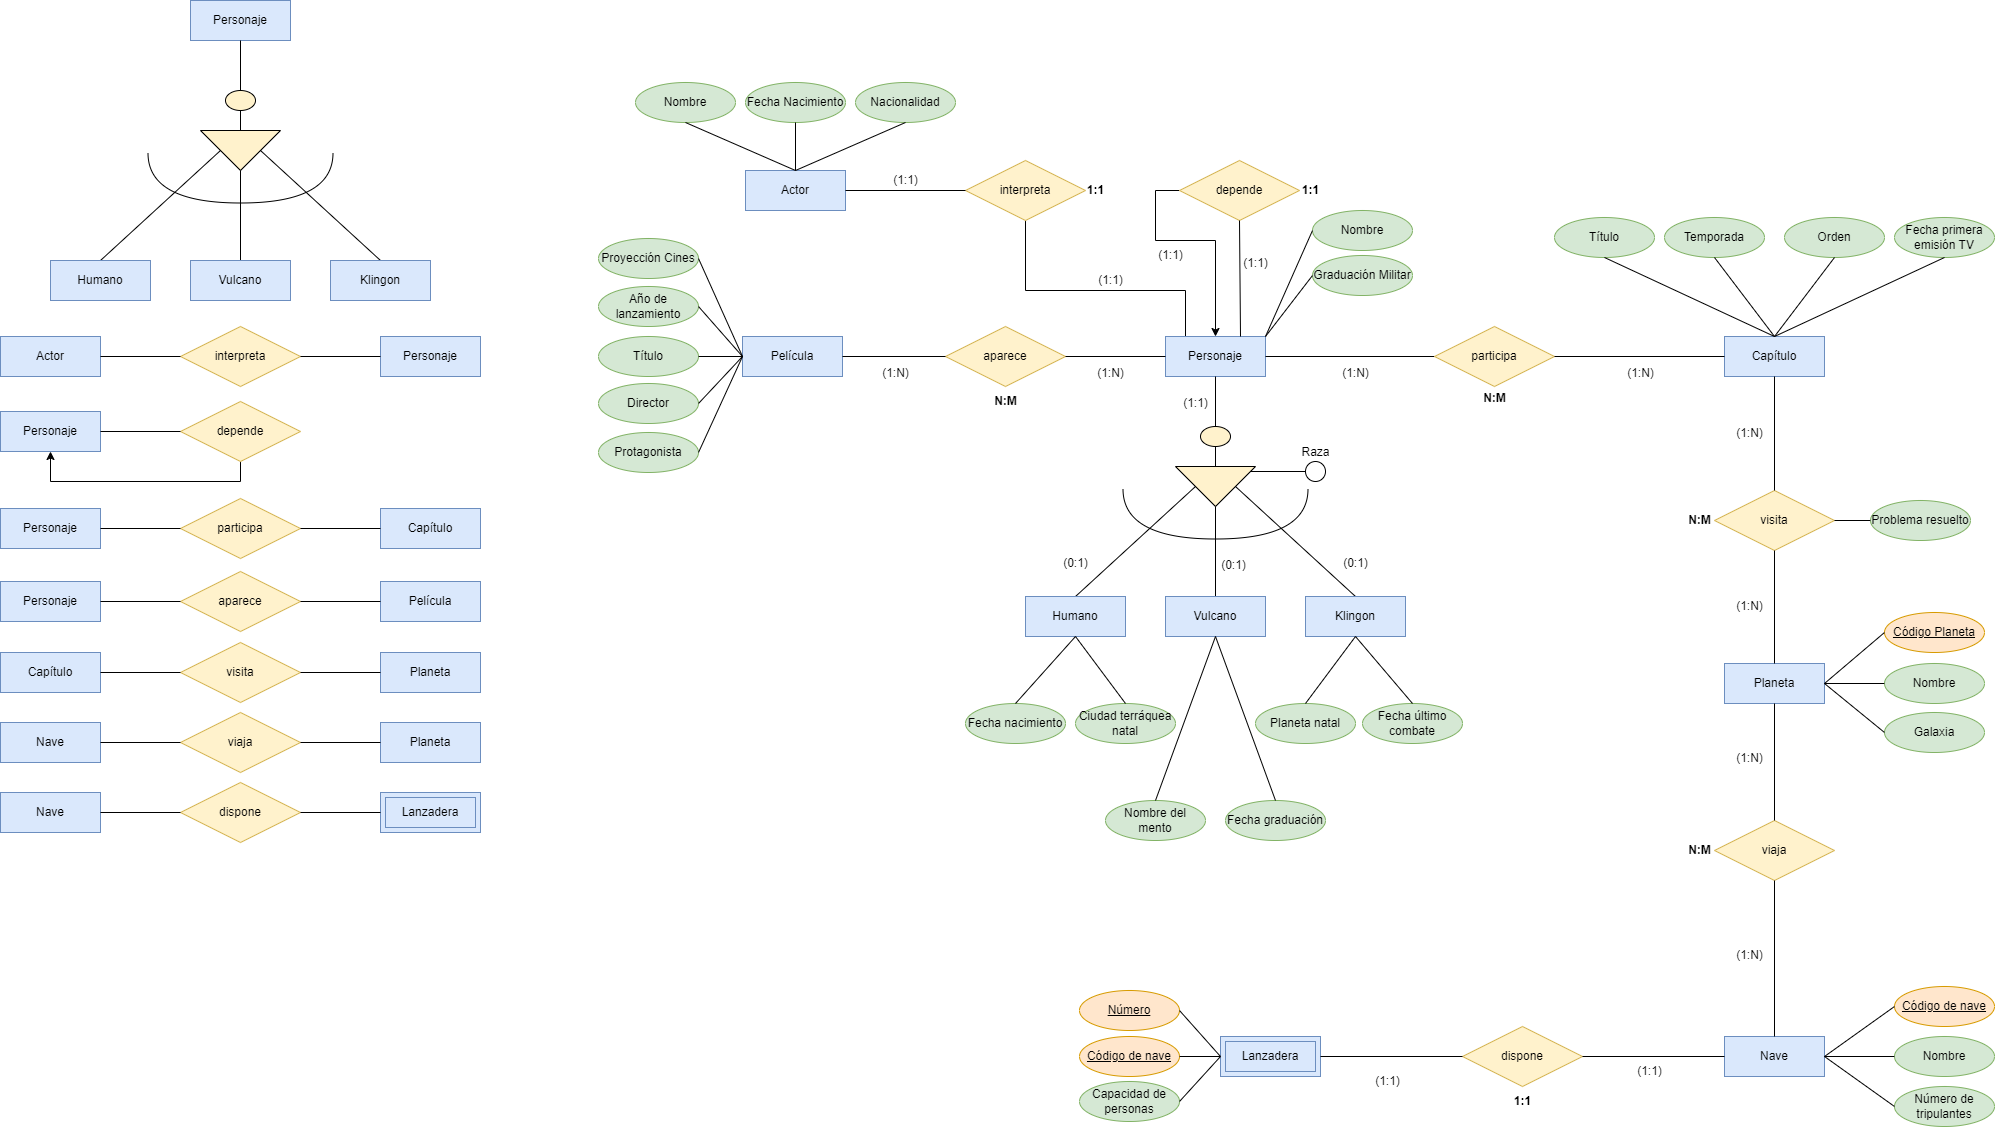 Personaje
Humano
Vulcano
Klingon
Actor
interpreta
Personaje
Personaje
depende
Personaje
participa
Capítulo
Personaje
aparece
Película
Capítulo
visita
Planeta
Nave
viaja
Planeta
Nave
dispone
Lanzadera
Nombre
Fecha Nacimiento
Nacionalidad
Actor
(1:1)
interpreta
1:1
(1:1)
depende
1:1
(1:1)
(1:1)
Nombre
Graduación Militar
Título
Temporada
Orden
Fecha primera
emisión TV
Proyección Cines
Año de
lanzamiento
Título
Director
Protagonista
Película
(1:N)
aparece
N:M
(1:N)
Personaje
(1:N)
participa
N:M
(1:N)
Capítulo
(1:1)
Raza
(0:1)
(0:1)
(0:1)
Humano
Vulcano
Klingon
Fecha nacimiento
Ciudad terráquea
natal
Planeta natal
Fecha último
combate
Nombre del
mento
Fecha graduación
(1:N)
N:M
visita
Problema resuelto
(1:N)
Planeta
Código Planeta
Nombre
Galaxia
(1:N)
N:M
viaja
(1:N)
Número
Código de nave
Capacidad de
personas
Lanzadera
(1:1)
dispone
1:1
(1:1)
Nave
Código de nave
Nombre
Número de
tripulantes